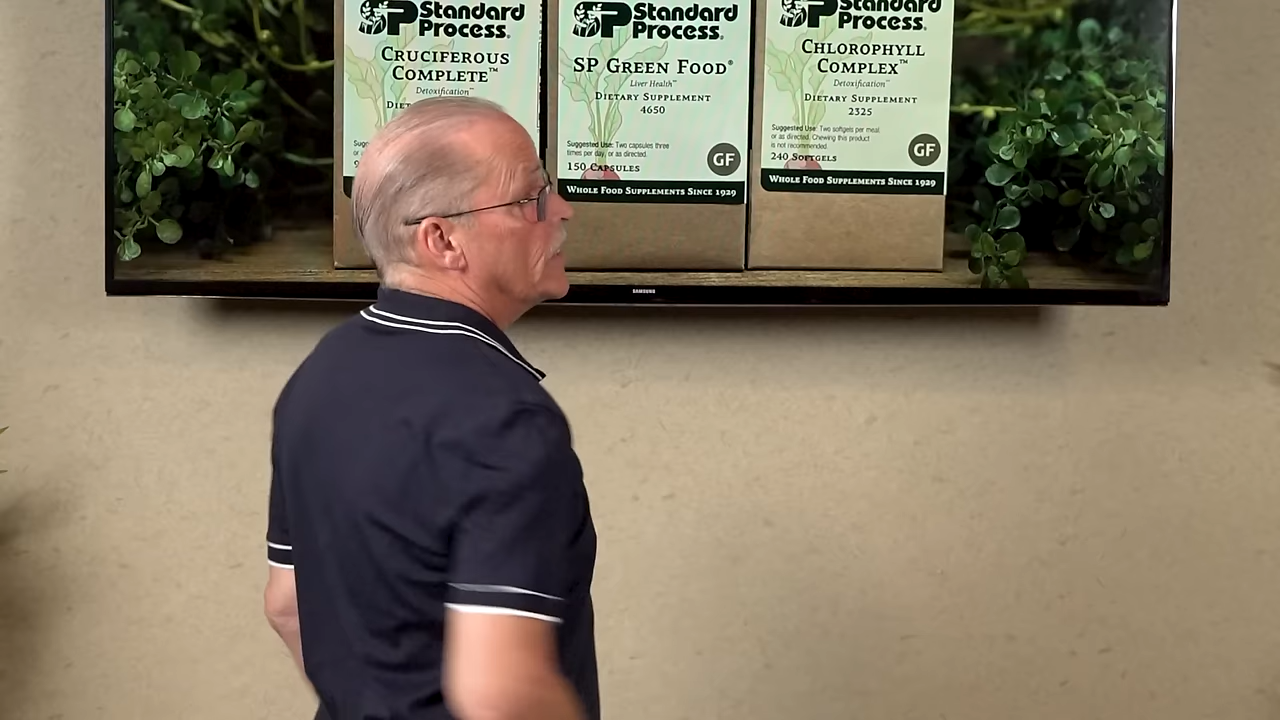 Standard
Process®
Cruciferous
Complete™
Detoxification™
Standard
Process®
SP Green Food®
Liver Health™
Dietary Supplement
4650
Suggested Use: Two capsules three
times per day, or as directed.
150 Capsules
GF
Whole Food Supplements Since 1929
Standard
Process®
Chlorophyll
Complex™
Detoxification™
Dietary Supplement
2325
Suggested Use: Two softgels per meal
or as directed. Chewing this product
is not recommended.
240 Softgels
GF
Whole Food Supplements Since 1929
SAMSUNG